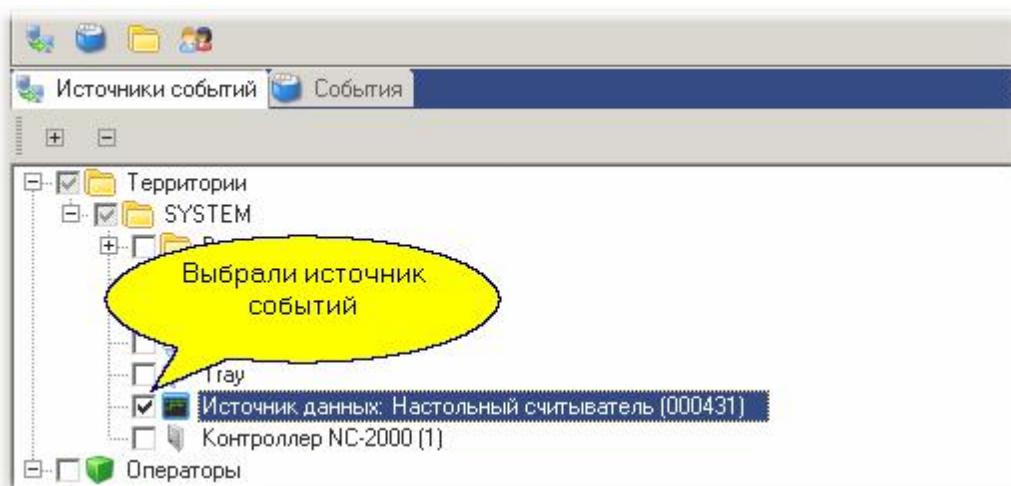 Источники событий
События
Территории
SYSTEM
Выбрали источник
событий
Tray
Источник данных: Настольный считыватель (000431)
Контроллер NC-2000 (1)
Операторы